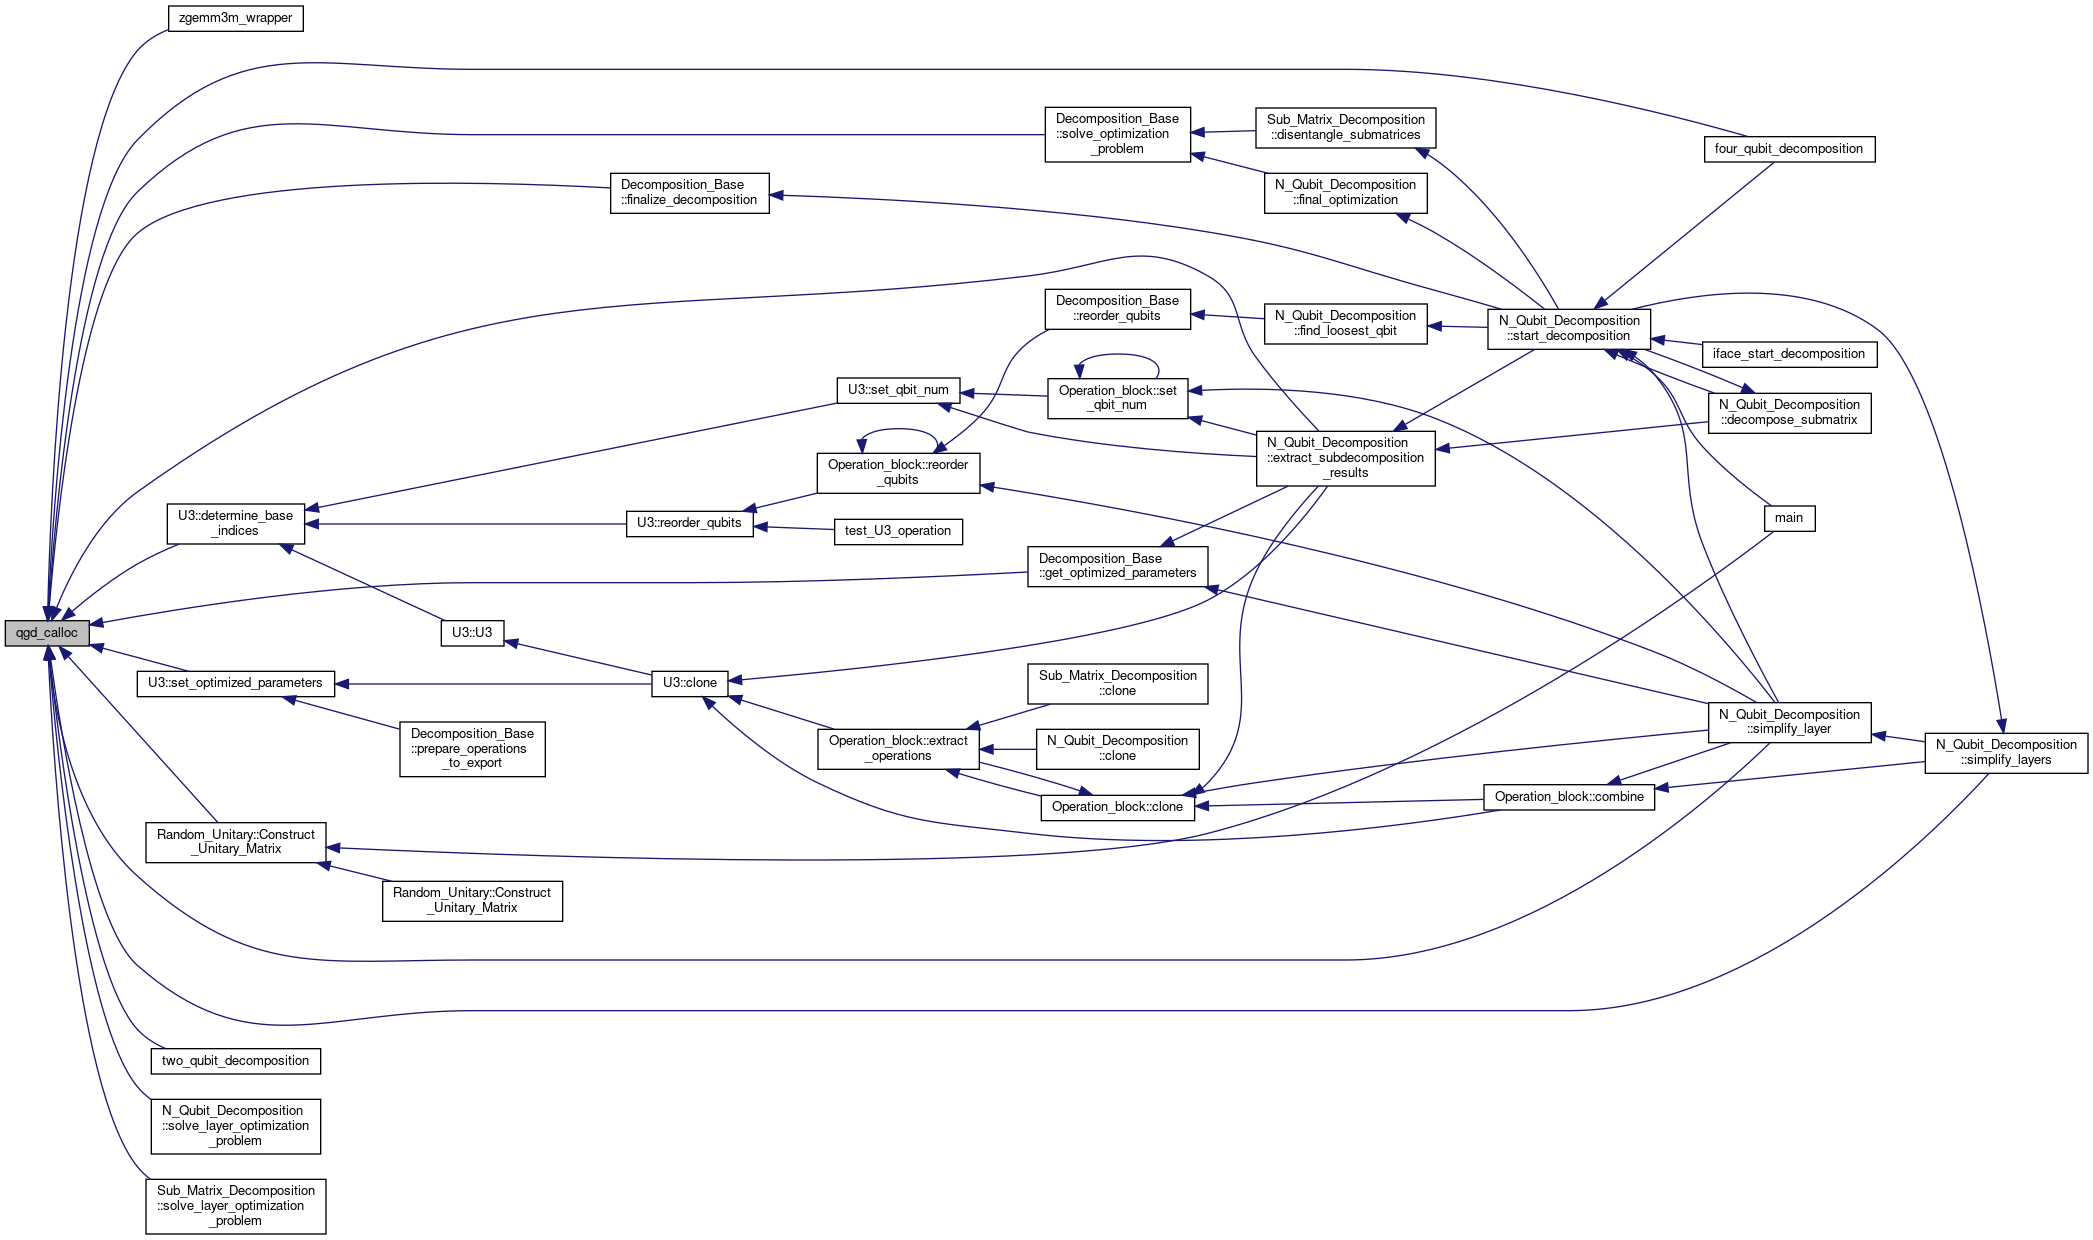 zgemm3m_wrapper
Decomposition_Base
::solve_optimization
_problem
Sub_Matrix_Decomposition
::disentangle_submatrices
four_qubit_decomposition
Decomposition_Base
::finalize_decomposition
N_Qubit_Decomposition
::final_optimization
Decomposition_Base
::reorder_qubits
N_Qubit_Decomposition
::find_loosest_qbit
N_Qubit_Decomposition
::start_decomposition
iface_start_decomposition
U3::set_qbit_num
Operation_block::set
_qbit_num
N_Qubit_Decomposition
::decompose_submatrix
Operation_block::reorder
_qubits
N_Qubit_Decomposition
::extract_subdecomposition
_results
U3::determine_base
_indices
U3::reorder_qubits
test_U3_operation
main
Decomposition_Base
::get_optimized_parameters
qgd_calloc
U3::U3
U3::set_optimized_parameters
U3::clone
Sub_Matrix_Decomposition
::clone
Decomposition_Base
::prepare_operations
_to_export
Operation_block::extract
_operations
N_Qubit_Decomposition
::clone
N_Qubit_Decomposition
::simplify_layer
N_Qubit_Decomposition
::simplify_layers
Operation_block::clone
Operation_block::combine
Random_Unitary::Construct
_Unitary_Matrix
Random_Unitary::Construct
_Unitary_Matrix
two_qubit_decomposition
N_Qubit_Decomposition
::solve_layer_optimization
_problem
Sub_Matrix_Decomposition
::solve_layer_optimization
_problem